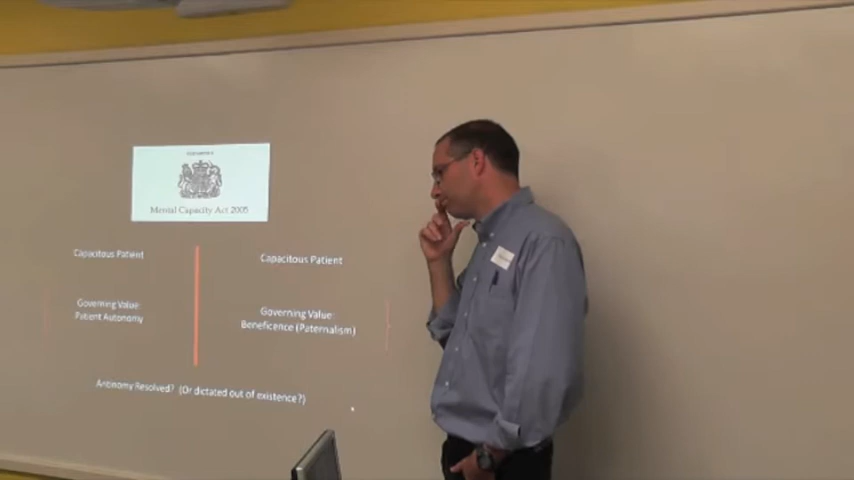 Mental Capacity Act 2005
Capacitous Patient
Capacitous Patient
Governing Value:
Patient Autonomy
Governing Value:
Beneficence (Paternalism)
Antinomy Resolved? (Or dictated out of existence?)